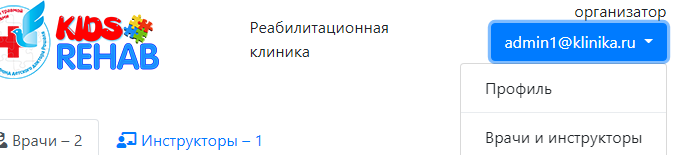 организатор
KIDS
REHAB
Реабилитационная
клиника
admin1@klinika.ru
Профиль
Врачи и инструкторы
Врачи – 2
Инструкторы – 1